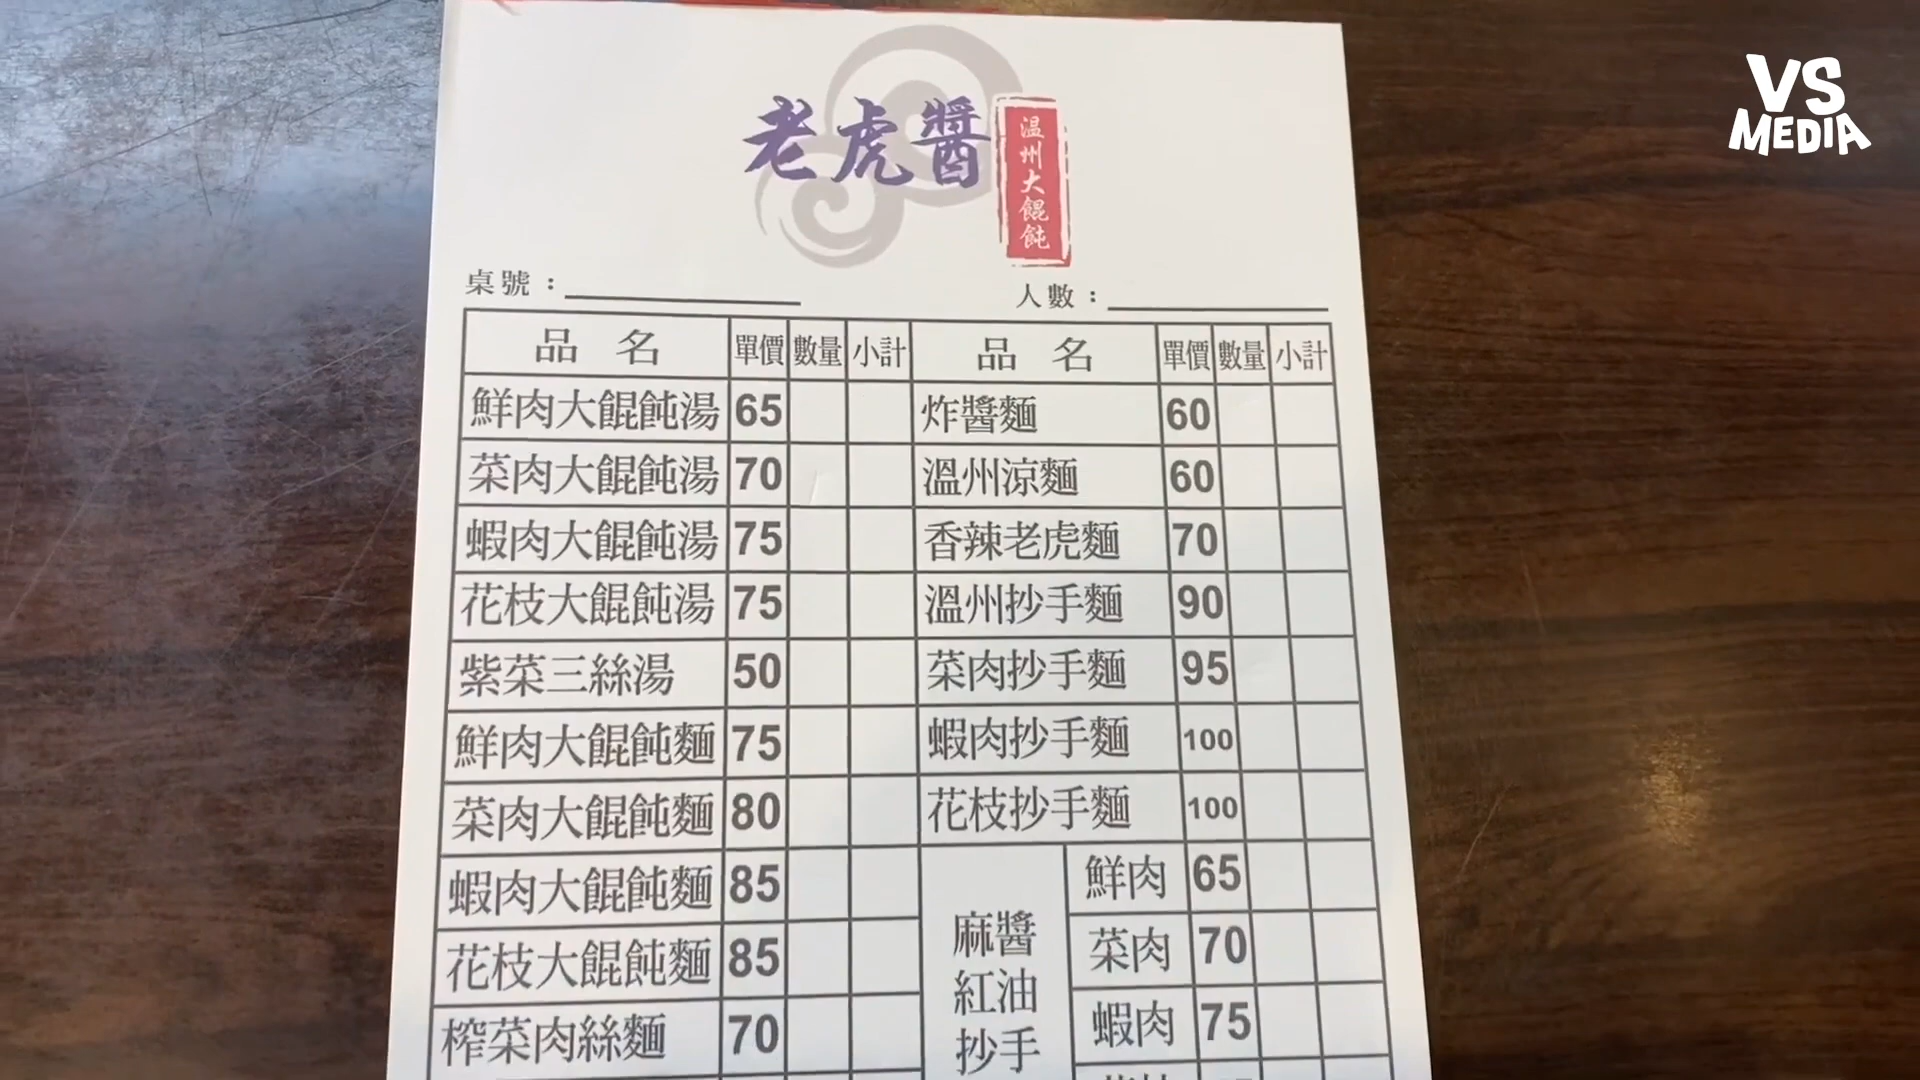 VS
MEDIA
老虎醬
温州大餛飩
桌號：
人數：
品 名 單價 數量 小計 品 名 單價 數量 小計
鮮肉大餛飩湯 65 炸醬麵 60
菜肉大餛飩湯 70 溫州涼麵 60
蝦肉大餛飩湯 75 香辣老虎麵 70
花枝大餛飩湯 75 溫州抄手麵 90
紫菜三絲湯 50 菜肉抄手麵 95
鮮肉大餛飩麵 75 蝦肉抄手麵 100
菜肉大餛飩麵 80 花枝抄手麵 100
蝦肉大餛飩麵 85 鮮肉 65
花枝大餛飩麵 85 菜肉 70
榨菜肉絲麵 70 蝦肉 75
麻醬
紅油
抄手